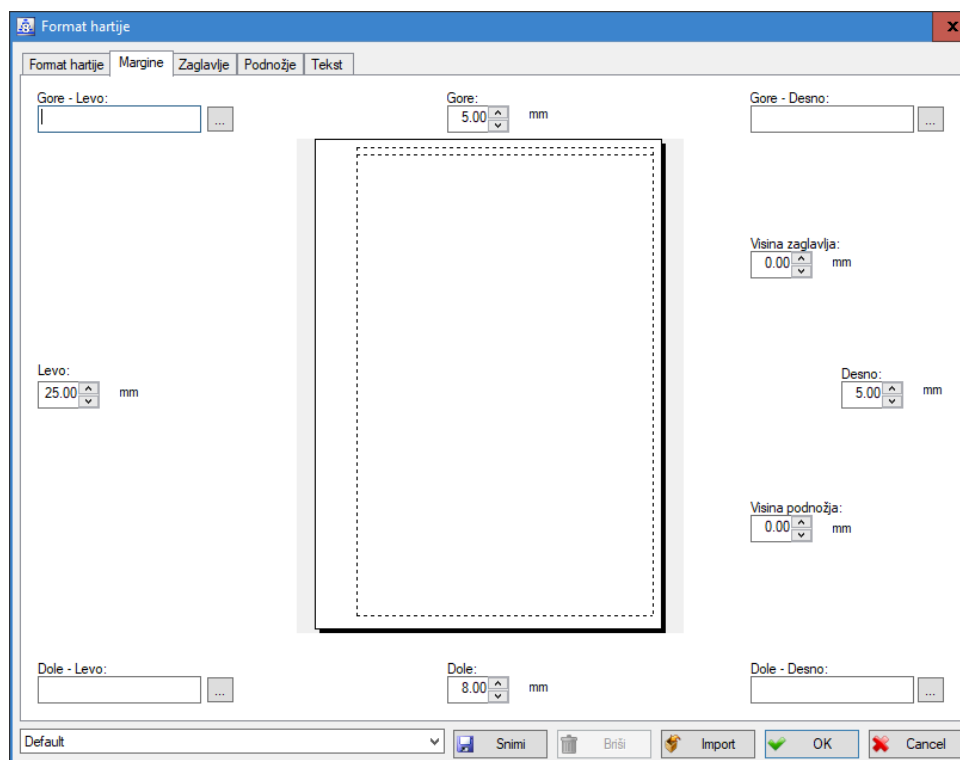 Format hartije
Format hartije Margine Zaglavlje Podnožje Tekst
Gore - Levo: Gore: Gore - Desno:
... 5.00 mm ...
Visina zaglavlja:
0.00 mm
Levo: Desno:
25.00 mm 5.00 mm
Visina podnožja:
0.00 mm
Dole - Levo: Dole: Dole - Desno:
... 8.00 mm ...
Default Snimi Briši Import OK Cancel